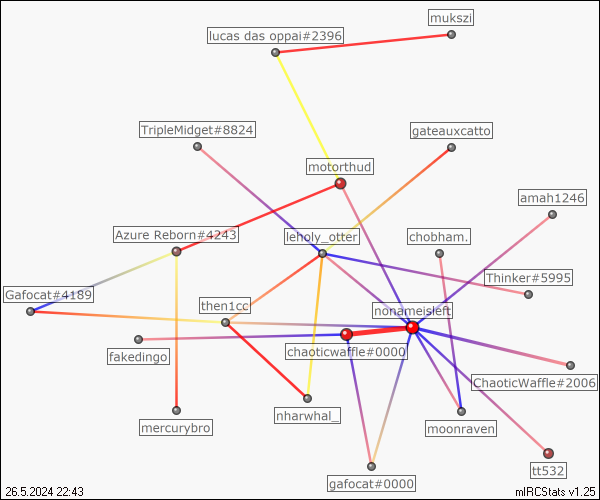 mukszi
lucas das oppai#2396
TripleMidget#8824
gateauxcatto
motorthud
amah1246
Azure Reborn#4243
leholy_otter
chobham.
Thinker#5995
Gafocat#4189
then1cc
nonameisleft
fakedingo
chaoticwaffle#0000
ChaoticWaffle#2006
nharwhal_
mercurybro
moonraven
tt532
gafocat#0000
26.5.2024 22:43
mIRCStats v1.25